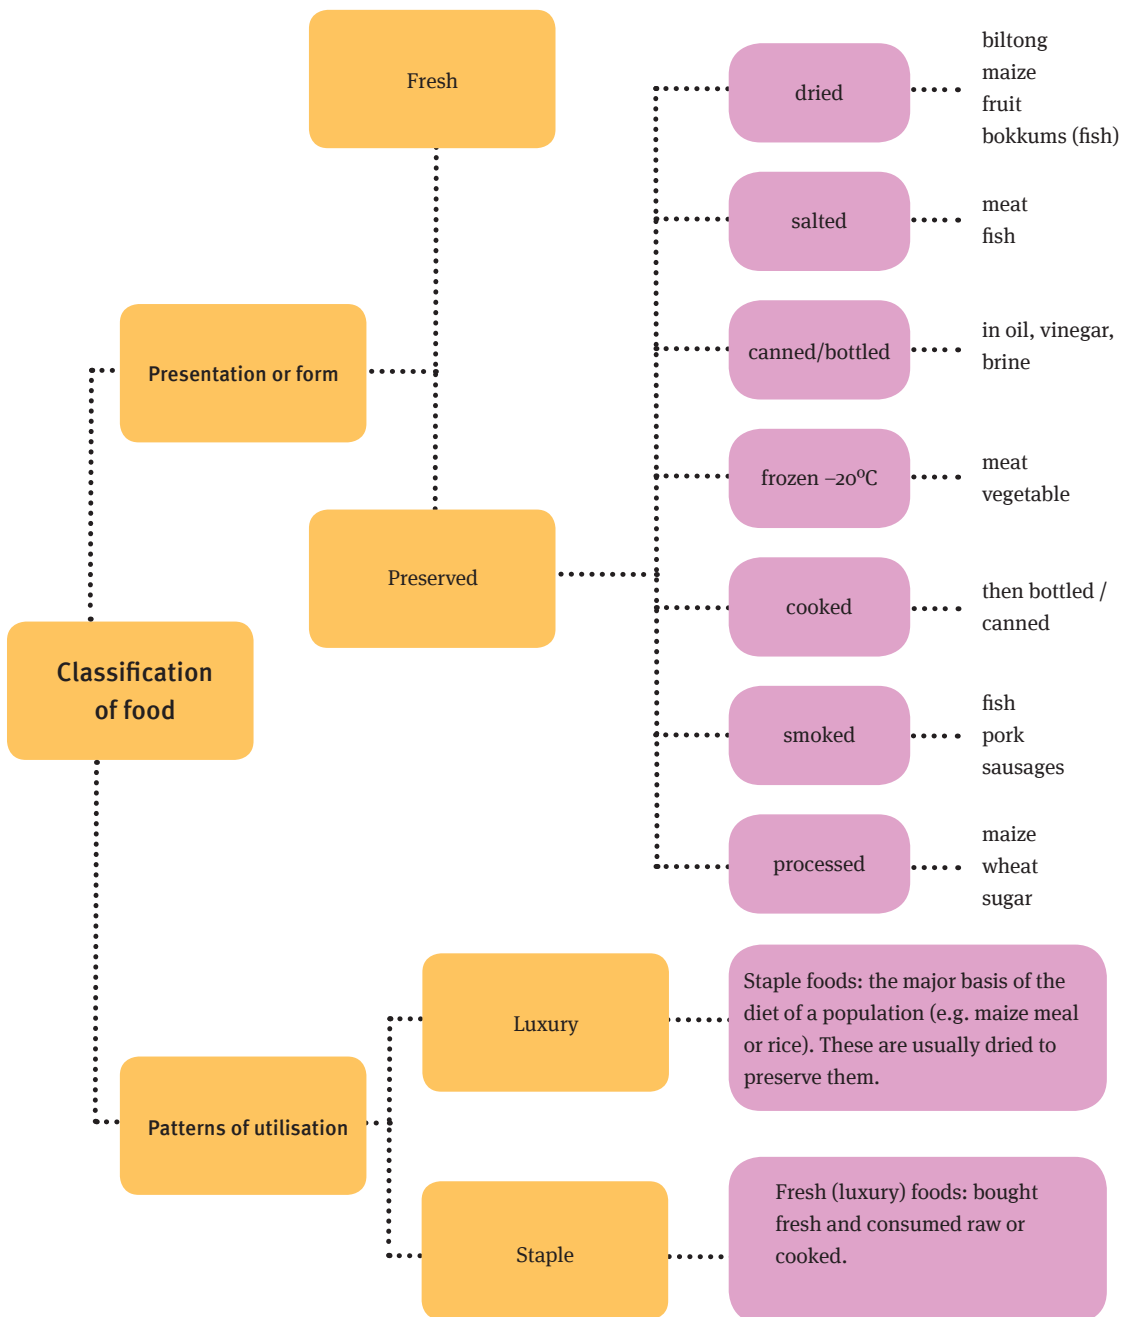 Classification
of food
Presentation or form
Fresh
Preserved
dried
biltong
maize
fruit
bokkums (fish)
salted
meat
fish
canned/bottled
in oil, vinegar,
brine
frozen –20ºC
meat
vegetable
cooked
then bottled /
canned
smoked
fish
pork
sausages
processed
maize
wheat
sugar
Patterns of utilisation
Luxury
Staple foods: the major basis of the
diet of a population (e.g. maize meal
or rice). These are usually dried to
preserve them.
Staple
Fresh (luxury) foods: bought
fresh and consumed raw or
cooked.